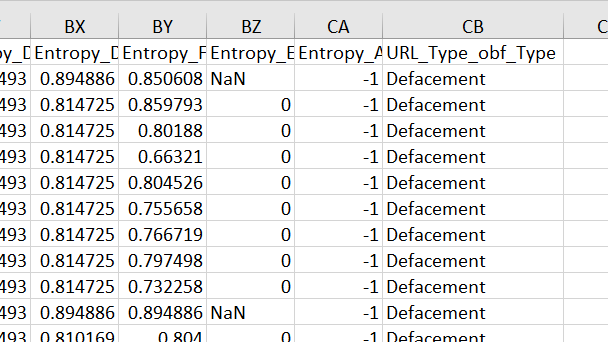 BX BY BZ CA CB
py_D Entropy_D Entropy_F Entropy_E Entropy_A URL_Type_obf_Type
493 0.894886 0.850608 NaN -1 Defacement
493 0.814725 0.859793 0 -1 Defacement
493 0.814725 0.80188 0 -1 Defacement
493 0.814725 0.66321 0 -1 Defacement
493 0.814725 0.804526 0 -1 Defacement
493 0.814725 0.755658 0 -1 Defacement
493 0.814725 0.766719 0 -1 Defacement
493 0.814725 0.797498 0 -1 Defacement
493 0.814725 0.732258 0 -1 Defacement
493 0.894886 0.894886 NaN -1 Defacement
493 0.810169 0.804 0 -1 Defacement